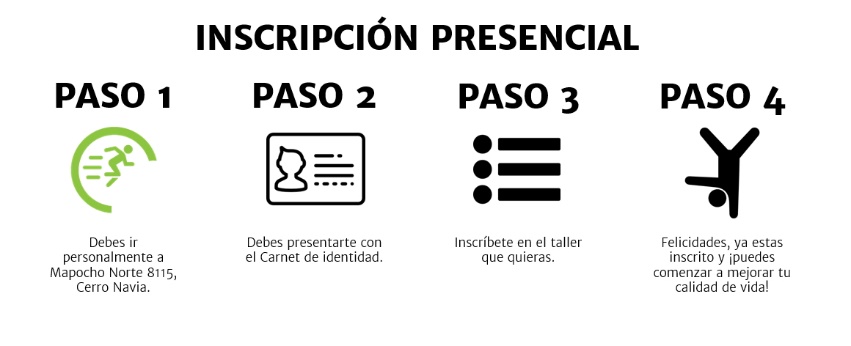 INSCRIPCIÓN PRESENCIAL
PASO 1
Debes ir
personalmente a
Mapocho Norte 8115,
Cerro Navia.
PASO 2
Debes presentarte con
el Carnet de identidad.
PASO 3
Inscríbete en el taller
que quieras.
PASO 4
Felicidades, ya estas
inscrito y ¡puedes
comenzar a mejorar tu
calidad de vida!